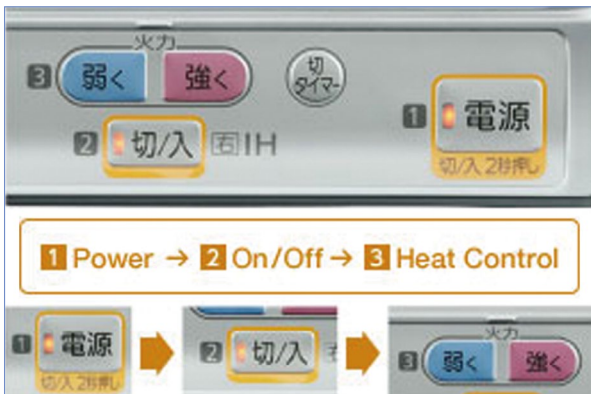 火力
3 弱く 強く 切タイマー
1 電源
2 切/入 右 IH
切/入 2秒押し
1 Power → 2 On/Off → 3 Heat Control
1 電源
切/入 2秒押し
2 切/入 右
火力
3 弱く 強く